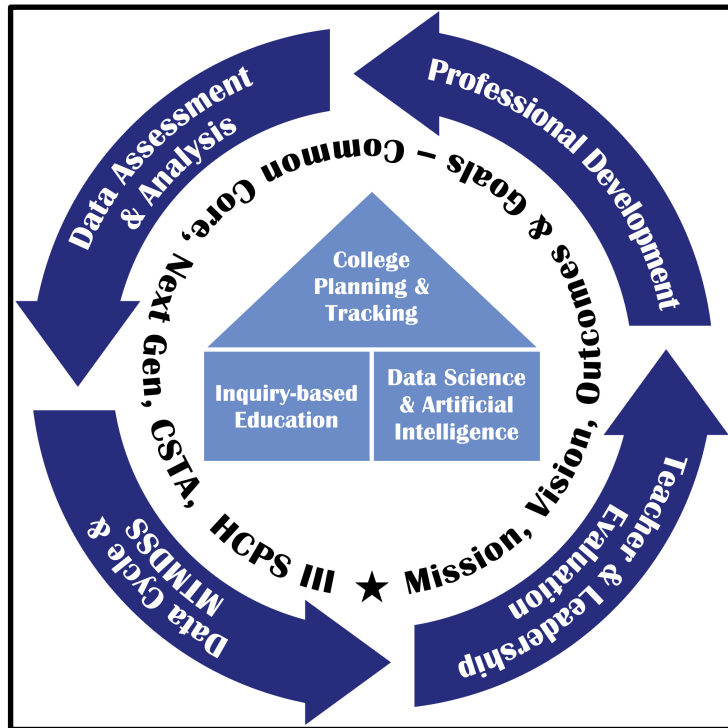 Professional Development
Data Assessment
& Analysis
Data Cycle &
MTMDSS
Teacher & Leadership
Evaluation
Mission, Vision, Outcomes & Goals – Common Core, Next Gen, CSTA, HCPS III ★
College
Planning &
Tracking
Inquiry-based
Education
Data Science
& Artificial
Intelligence